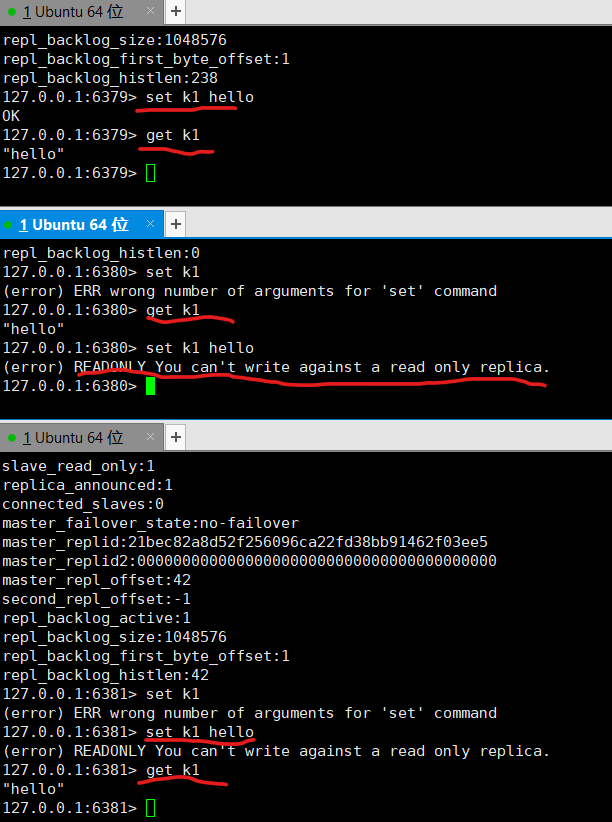 1 Ubuntu 64 位 × +
repl_backlog_size:1048576
repl_backlog_first_byte_offset:1
repl_backlog_histlen:238
127.0.0.1:6379> set k1 hello
OK
127.0.0.1:6379> get k1
"hello"
127.0.0.1:6379>
1 Ubuntu 64 位 × +
repl_backlog_histlen:0
127.0.0.1:6380> set k1
(error) ERR wrong number of arguments for 'set' command
127.0.0.1:6380> get k1
"hello"
127.0.0.1:6380> set k1 hello
(error) READONLY You can't write against a read only replica.
127.0.0.1:6380>
1 Ubuntu 64 位 × +
slave_read_only:1
replica_announced:1
connected_slaves:0
master_failover_state:no-failover
master_replid:21bec82a8d52f256096ca22fd38bb91462f03ee5
master_replid2:0000000000000000000000000000000000000000
master_repl_offset:42
second_repl_offset:-1
repl_backlog_active:1
repl_backlog_size:1048576
repl_backlog_first_byte_offset:1
repl_backlog_histlen:42
127.0.0.1:6381> set k1
(error) ERR wrong number of arguments for 'set' command
127.0.0.1:6381> set k1 hello
(error) READONLY You can't write against a read only replica.
127.0.0.1:6381> get k1
"hello"
127.0.0.1:6381>